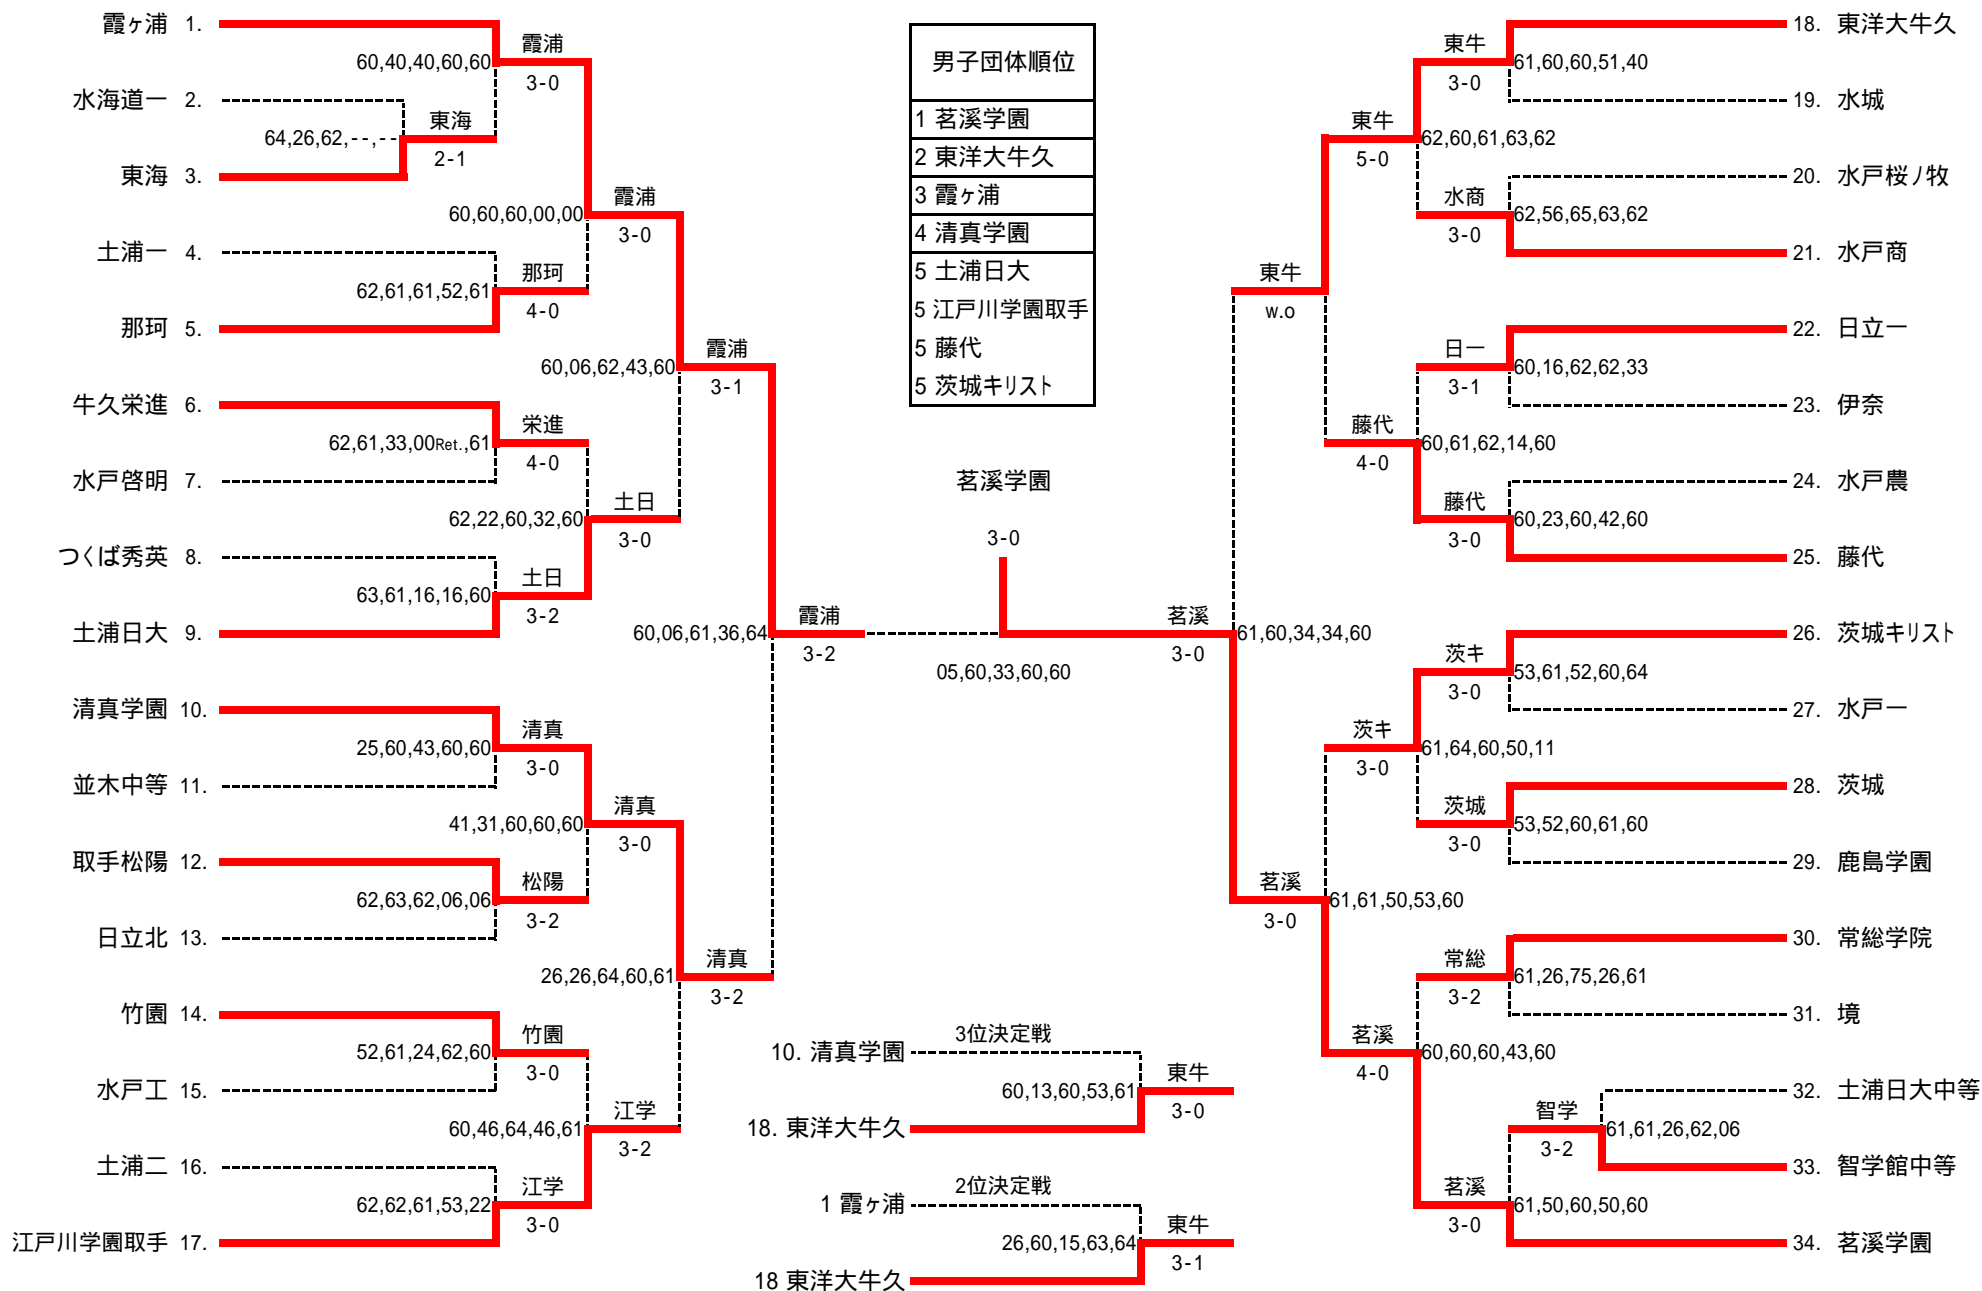 霞ヶ浦 1.
60,40,40,60,60
霞浦
3-0
水海道一 2.
64,26,62,--,--
東海
2-1
東海 3.
60,60,60,00,00
霞浦
3-0
土浦一 4.
62,61,61,52,61
那珂
4-0
那珂 5.
60,06,62,43,60
霞浦
3-1
牛久栄進 6.
62,61,33,00Ret.,61
栄進
4-0
水戸啓明 7.
62,22,60,32,60
土日
3-0
つくば秀英 8.
63,61,16,16,60
土日
3-2
土浦日大 9.
60,06,61,36,64
霞浦
3-2
清真学園 10.
25,60,43,60,60
清真
3-0
並木中等 11.
41,31,60,60,60
清真
3-0
取手松陽 12.
62,63,62,06,06
松陽
3-2
日立北 13.
26,26,64,60,61
清真
3-2
竹園 14.
52,61,24,62,60
竹園
3-0
水戸工 15.
60,46,64,46,61
江学
3-2
土浦二 16.
62,62,61,53,22
江学
3-0
江戸川学園取手 17.
男子団体順位
1 茗溪学園
2 東洋大牛久
3 霞ヶ浦
4 清真学園
5 土浦日大
5 江戸川学園取手
5 藤代
5 茨城キリスト
茗溪学園
3-0
05,60,33,60,60
3位決定戦
10. 清真学園
60,13,60,53,61
東牛
3-0
18. 東洋大牛久
2位決定戦
1 霞ヶ浦
26,60,15,63,64
東牛
3-1
18 東洋大牛久
18. 東洋大牛久
東牛
3-0
61,60,60,51,40
19. 水城
東牛
5-0
62,60,61,63,62
20. 水戸桜ノ牧
水商
3-0
62,56,65,63,62
21. 水戸商
東牛
w.o
22. 日立一
日一
3-1
60,16,62,62,33
23. 伊奈
藤代
4-0
60,61,62,14,60
24. 水戸農
藤代
3-0
60,23,60,42,60
25. 藤代
茗溪
3-0
61,60,34,34,60
26. 茨城キリスト
茨キ
3-0
53,61,52,60,64
27. 水戸一
茨キ
3-0
61,64,60,50,11
28. 茨城
茨城
3-0
53,52,60,61,60
29. 鹿島学園
茗溪
3-0
61,61,50,53,60
30. 常総学院
常総
3-2
61,26,75,26,61
31. 境
茗溪
4-0
60,60,60,43,60
32. 土浦日大中等
智学
3-2
61,61,26,62,06
33. 智学館中等
茗溪
3-0
61,50,60,50,60
34. 茗溪学園